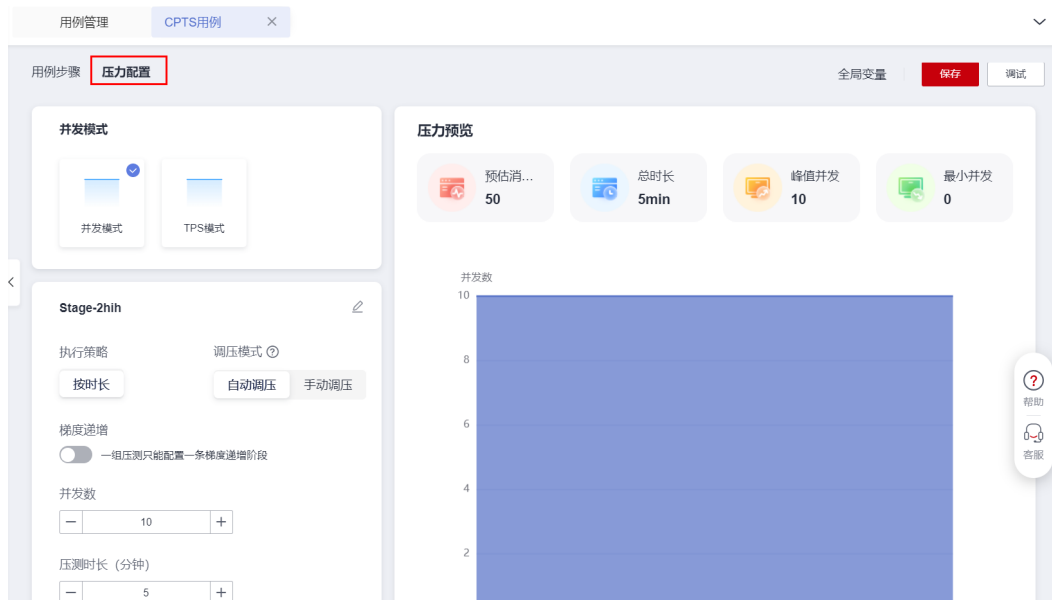 用例管理
CPTS用例
用例步骤
压力配置
全局变量
保存
调试
并发模式
并发模式
TPS模式
压力预览
预估消...
50
总时长
5min
峰值并发
10
最小并发
0
Stage-2hih
执行策略
调压模式
按时长
自动调压
手动调压
梯度递增
一组压测只能配置一条梯度递增阶段
并发数
10
压测时长（分钟）
5
并发数
10
8
6
4
2
帮助
客服